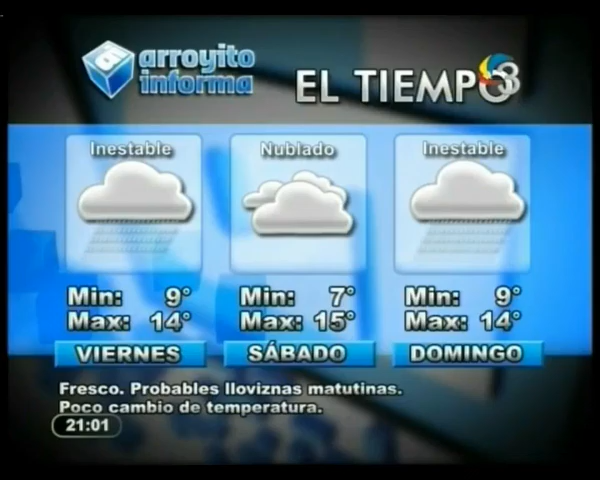 arroyito
informa
EL TIEMPO
Inestable
Nublado
Inestable
Min: 9°
Max: 14°
Min: 7°
Max: 15°
Min: 9°
Max: 14°
VIERNES
SÁBADO
DOMINGO
Fresco. Probables lloviznas matutinas.
Poco cambio de temperatura.
21:01